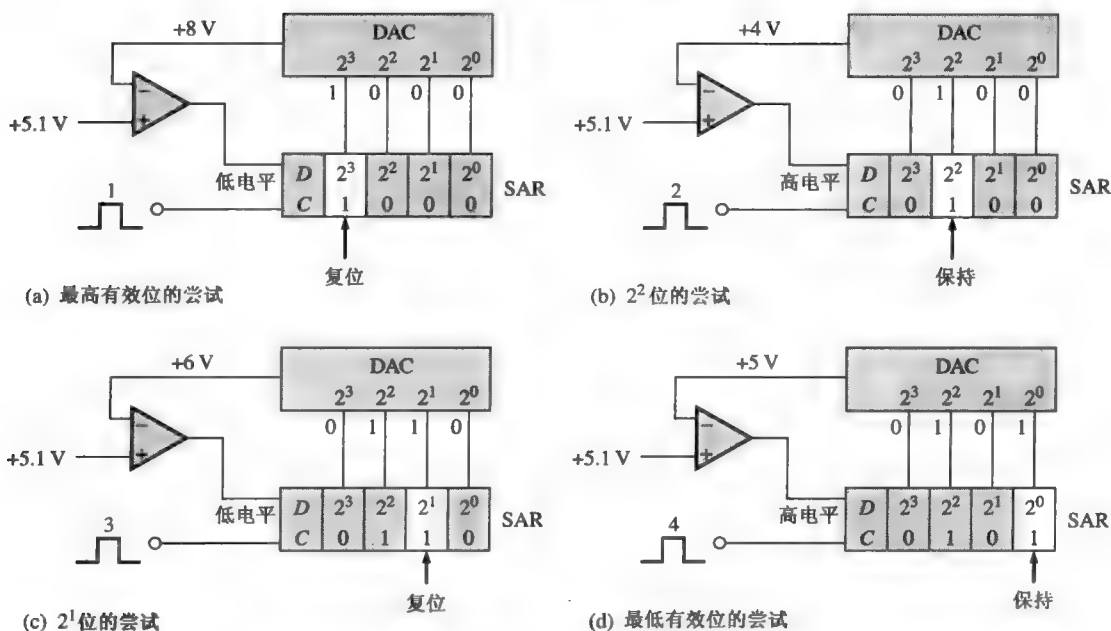 +8 V
DAC
2³ 2² 2¹ 2⁰
1 0 0 0
−
+
+5.1 V
低电平
D 2³ 2² 2¹ 2⁰
C 1 0 0 0
SAR
1
复位
(a) 最高有效位的尝试
+4 V
DAC
2³ 2² 2¹ 2⁰
0 1 0 0
−
+
+5.1 V
高电平
D 2³ 2² 2¹ 2⁰
C 0 1 0 0
SAR
2
保持
(b) 2²位的尝试
+6 V
DAC
2³ 2² 2¹ 2⁰
0 1 1 0
−
+
+5.1 V
低电平
D 2³ 2² 2¹ 2⁰
C 0 1 1 0
SAR
3
复位
(c) 2¹位的尝试
+5 V
DAC
2³ 2² 2¹ 2⁰
0 1 0 1
−
+
+5.1 V
高电平
D 2³ 2² 2¹ 2⁰
C 0 1 0 1
SAR
4
保持
(d) 最低有效位的尝试